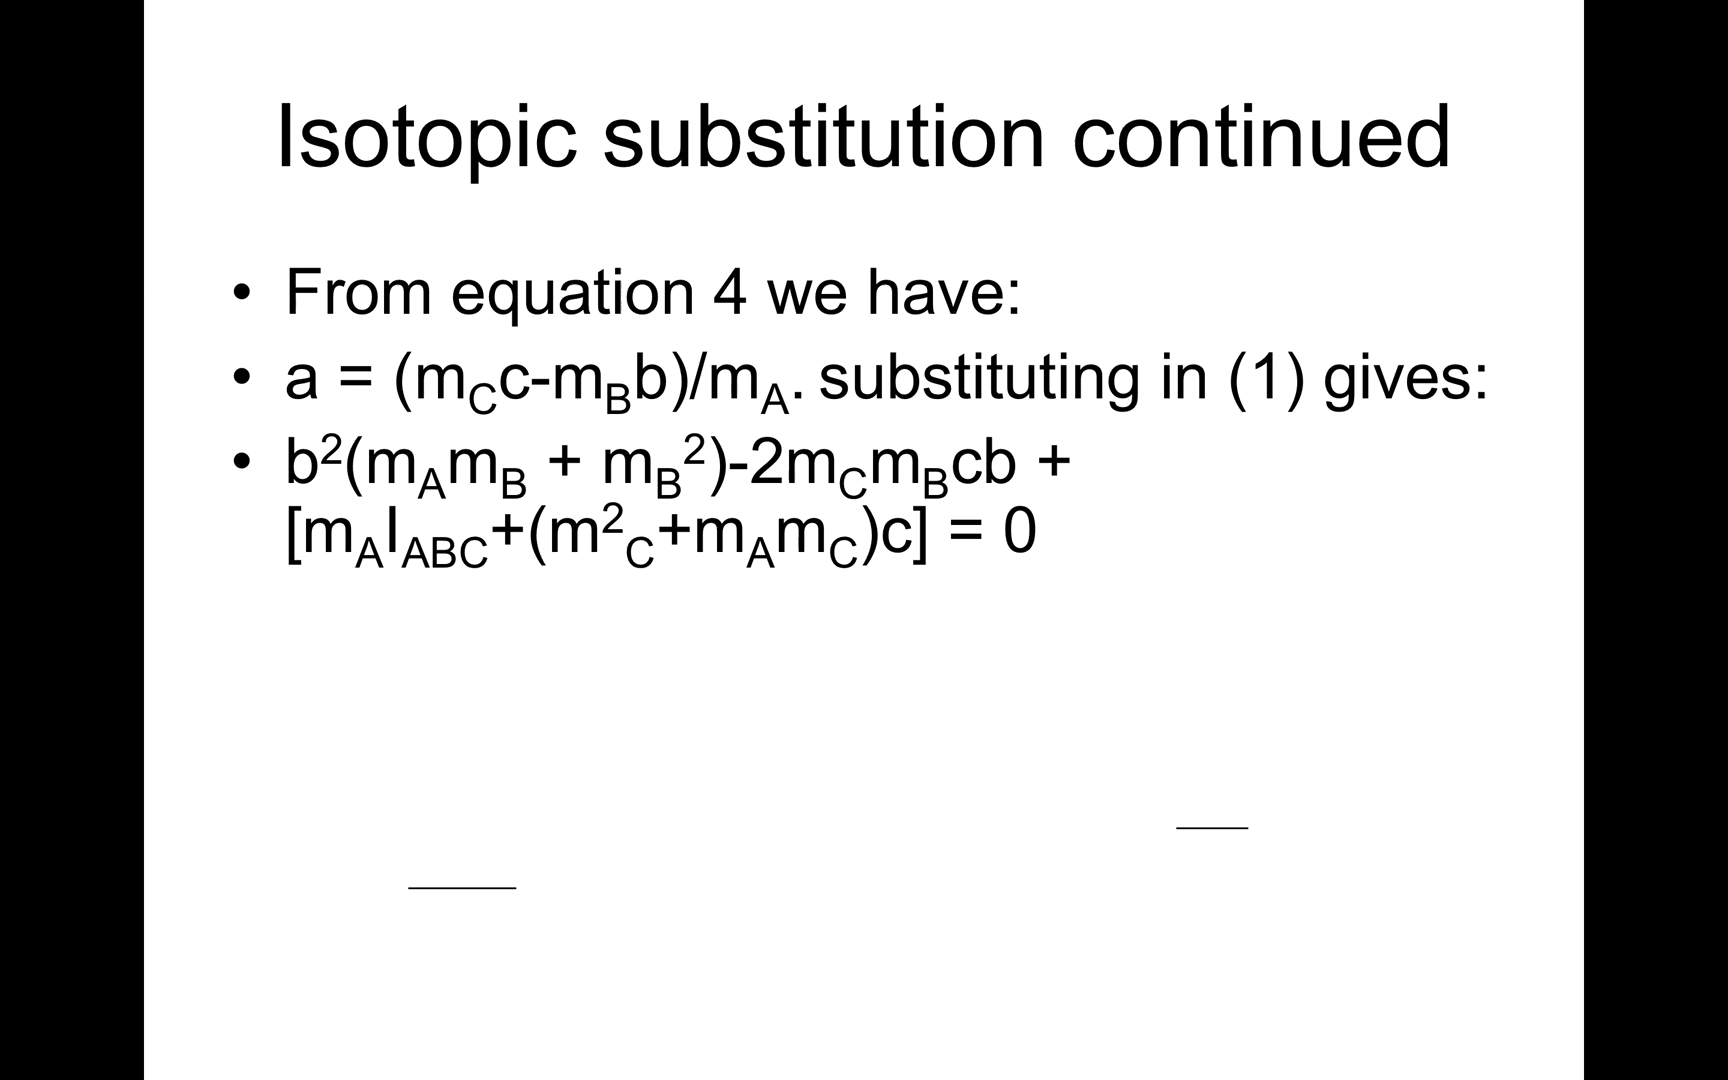 Isotopic substitution continued
• From equation 4 we have:
• a = (m_Cc-m_Bb)/m_A. substituting in (1) gives:
• b²(m_Am_B + m_B²)-2m_Cm_Bcb +
[m_AI_ABC+(m²_C+m_Am_C)c] = 0